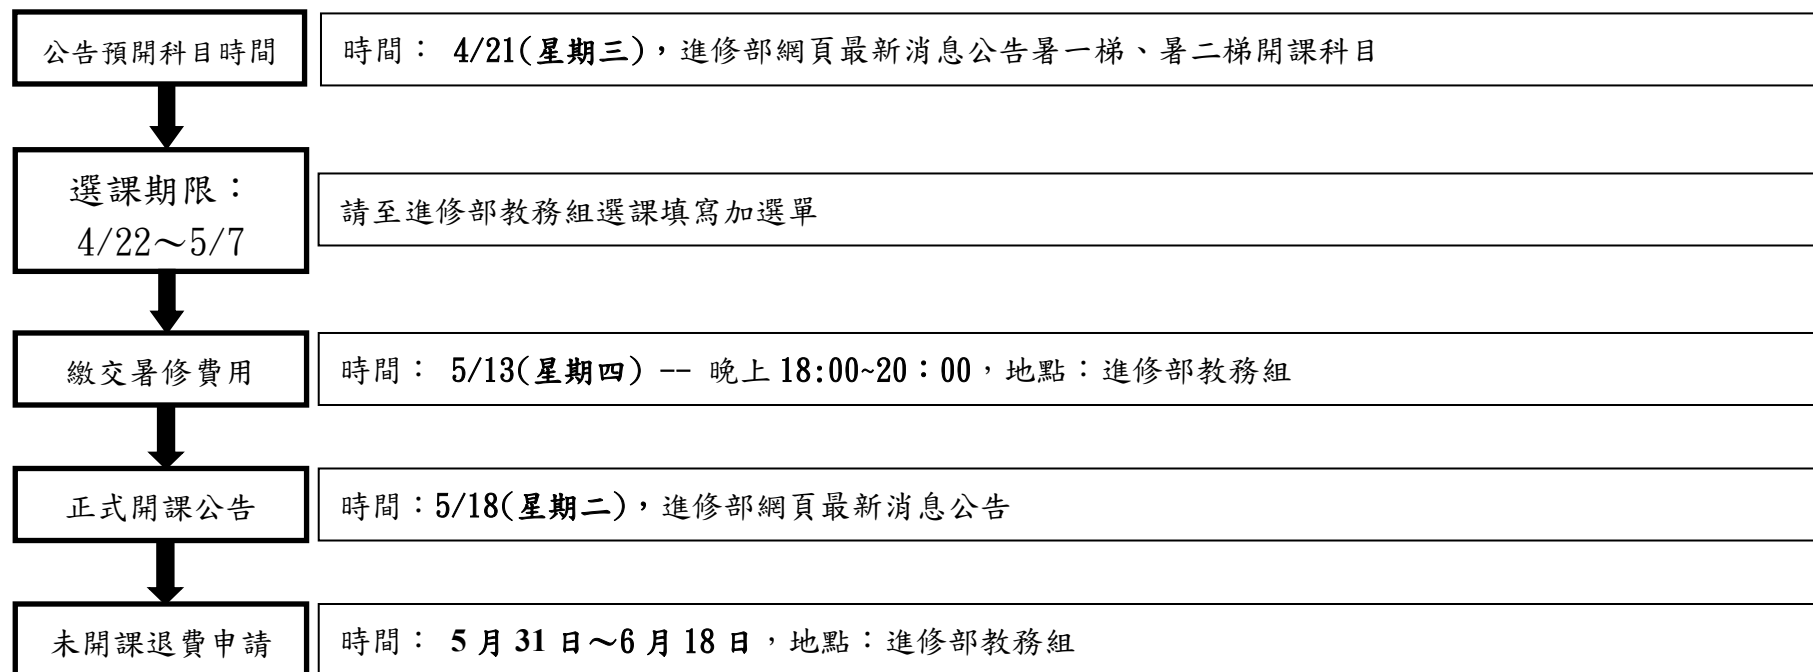 公告預開科目時間
時間： 4/21(星期三)，進修部網頁最新消息公告暑一梯、暑二梯開課科目
選課期限：
4/22～5/7
請至進修部教務組選課填寫加選單
繳交暑修費用
時間： 5/13(星期四) -- 晚上 18:00~20：00，地點：進修部教務組
正式開課公告
時間：5/18(星期二)，進修部網頁最新消息公告
未開課退費申請
時間： 5 月 31 日～6 月 18 日，地點：進修部教務組